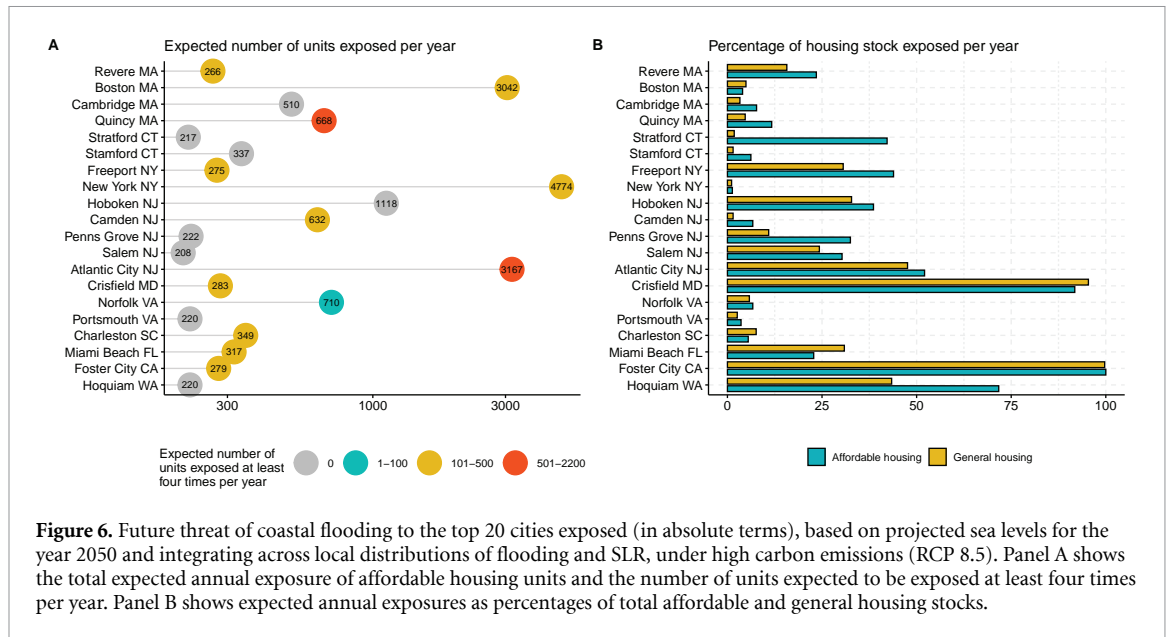 A
Expected number of units exposed per year
Revere MA
266
Boston MA
3042
Cambridge MA
510
Quincy MA
668
Stratford CT
217
Stamford CT
337
Freeport NY
275
New York NY
4774
Hoboken NJ
1118
Camden NJ
632
Penns Grove NJ
222
Salem NJ
208
Atlantic City NJ
3167
Crisfield MD
283
Norfolk VA
710
Portsmouth VA
220
Charleston SC
349
Miami Beach FL
317
Foster City CA
279
Hoquiam WA
220
300 1000 3000
Expected number of
units exposed at least
four times per year
0 1–100 101–500 501–2200
B
Percentage of housing stock exposed per year
Revere MA
Boston MA
Cambridge MA
Quincy MA
Stratford CT
Stamford CT
Freeport NY
New York NY
Hoboken NJ
Camden NJ
Penns Grove NJ
Salem NJ
Atlantic City NJ
Crisfield MD
Norfolk VA
Portsmouth VA
Charleston SC
Miami Beach FL
Foster City CA
Hoquiam WA
0 25 50 75 100
Affordable housing General housing
Figure 6. Future threat of coastal flooding to the top 20 cities exposed (in absolute terms), based on projected sea levels for the
year 2050 and integrating across local distributions of flooding and SLR, under high carbon emissions (RCP 8.5). Panel A shows
the total expected annual exposure of affordable housing units and the number of units expected to be exposed at least four times
per year. Panel B shows expected annual exposures as percentages of total affordable and general housing stocks.